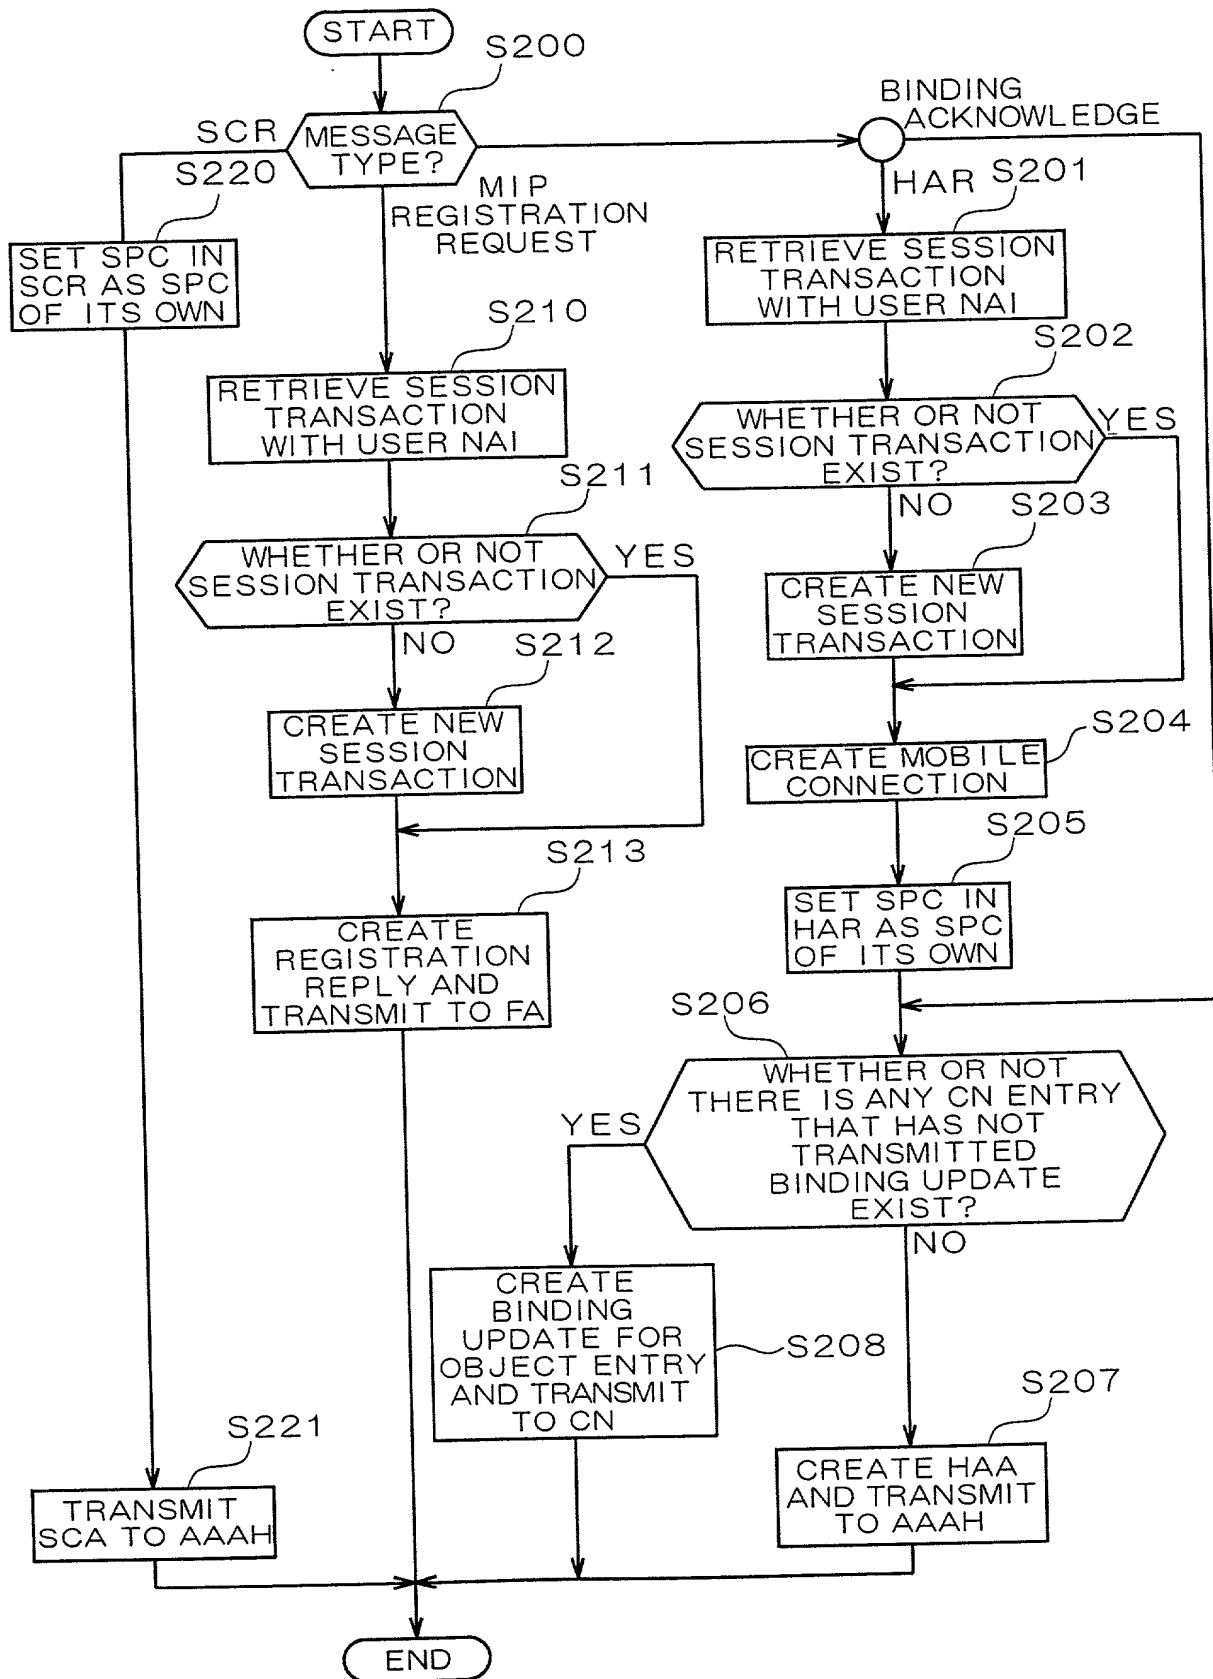 START
S200
MESSAGE
TYPE?
SCR
S220
SET SPC IN
SCR AS SPC
OF ITS OWN
MIP
REGISTRATION
REQUEST
BINDING
ACKNOWLEDGE
HAR
S201
RETRIEVE SESSION
TRANSACTION
WITH USER NAI
S210
RETRIEVE SESSION
TRANSACTION
WITH USER NAI
S202
WHETHER OR NOT
SESSION TRANSACTION
EXIST?
YES
NO
S211
WHETHER OR NOT
SESSION TRANSACTION
EXIST?
YES
NO
S203
CREATE NEW
SESSION
TRANSACTION
S212
CREATE NEW
SESSION
TRANSACTION
S204
CREATE MOBILE
CONNECTION
S205
SET SPC IN
HAR AS SPC
OF ITS OWN
S213
CREATE
REGISTRATION
REPLY AND
TRANSMIT TO FA
S206
WHETHER OR NOT
THERE IS ANY CN ENTRY
THAT HAS NOT
TRANSMITTED
BINDING UPDATE
EXIST?
YES
NO
CREATE
BINDING
UPDATE FOR
OBJECT ENTRY
AND TRANSMIT
TO CN
S208
S207
CREATE HAA
AND TRANSMIT
TO AAAH
S221
TRANSMIT
SCA TO AAAH
END